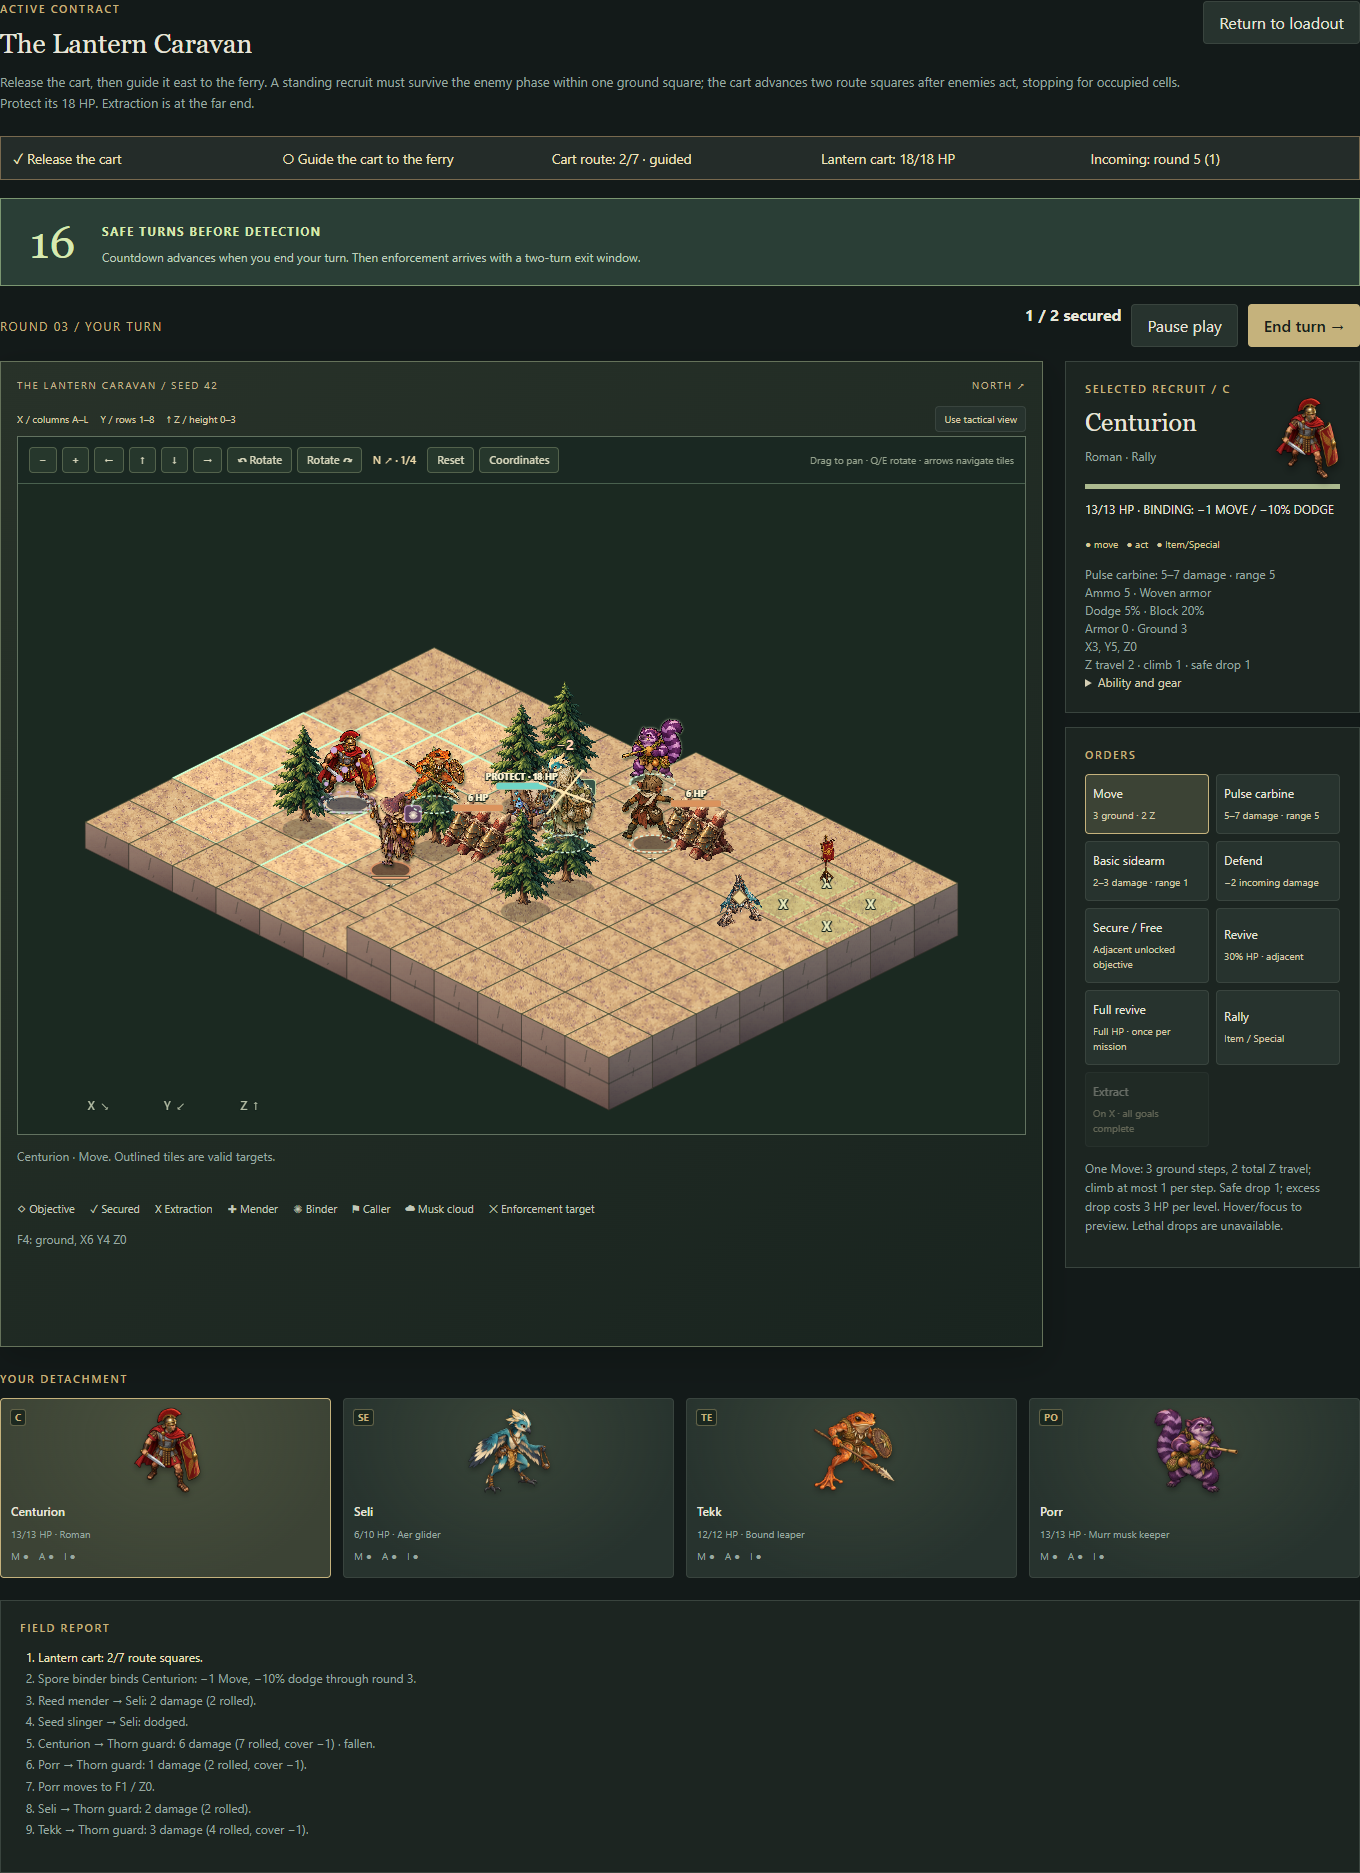 ACTIVE CONTRACT
Return to loadout
The Lantern Caravan
Release the cart, then guide it east to the ferry. A standing recruit must survive the enemy phase within one ground square; the cart advances two route squares after enemies act, stopping for occupied cells.
Protect its 18 HP. Extraction is at the far end.
✓ Release the cart
○ Guide the cart to the ferry
Cart route: 2/7 · guided
Lantern cart: 18/18 HP
Incoming: round 5 (1)
16
SAFE TURNS BEFORE DETECTION
Countdown advances when you end your turn. Then enforcement arrives with a two-turn exit window.
ROUND 03 / YOUR TURN
1 / 2 secured
Pause play
End turn →
THE LANTERN CARAVAN / SEED 42
NORTH ↗
X / columns A–L Y / rows 1–8 ↑ Z / height 0–3
Use tactical view
− + ← ↑ ↓ → ↶ Rotate Rotate ↷ N ↗ · 1/4 Reset Coordinates
Drag to pan · Q/E rotate · arrows navigate tiles
−2
PROTECT · 18 HP
6 HP
6 HP
X
X
X
X
X ↘ Y ↙ Z ↑
Centurion · Move. Outlined tiles are valid targets.
◇ Objective ✓ Secured X Extraction ✚ Mender ✺ Binder ⚑ Caller ☁ Musk cloud ✕ Enforcement target
F4: ground, X6 Y4 Z0
SELECTED RECRUIT / C
Centurion
Roman · Rally
13/13 HP · BINDING: −1 MOVE / −10% DODGE
● move ● act ● Item/Special
Pulse carbine: 5–7 damage · range 5
Ammo 5 · Woven armor
Dodge 5% · Block 20%
Armor 0 · Ground 3
X3, Y5, Z0
Z travel 2 · climb 1 · safe drop 1
▶ Ability and gear
ORDERS
Move
3 ground · 2 Z
Pulse carbine
5–7 damage · range 5
Basic sidearm
2–3 damage · range 1
Defend
−2 incoming damage
Secure / Free
Adjacent unlocked
objective
Revive
30% HP · adjacent
Full revive
Full HP · once per
mission
Rally
Item / Special
Extract
On X · all goals
complete
One Move: 3 ground steps, 2 total Z travel;
climb at most 1 per step. Safe drop 1; excess
drop costs 3 HP per level. Hover/focus to
preview. Lethal drops are unavailable.
YOUR DETACHMENT
C
Centurion
13/13 HP · Roman
M ● A ● I ●
SE
Seli
6/10 HP · Aer glider
M ● A ● I ●
TE
Tekk
12/12 HP · Bound leaper
M ● A ● I ●
PO
Porr
13/13 HP · Murr musk keeper
M ● A ● I ●
FIELD REPORT
1. Lantern cart: 2/7 route squares.
2. Spore binder binds Centurion: −1 Move, −10% dodge through round 3.
3. Reed mender → Seli: 2 damage (2 rolled).
4. Seed slinger → Seli: dodged.
5. Centurion → Thorn guard: 6 damage (7 rolled, cover −1) · fallen.
6. Porr → Thorn guard: 1 damage (2 rolled, cover −1).
7. Porr moves to F1 / Z0.
8. Seli → Thorn guard: 2 damage (2 rolled).
9. Tekk → Thorn guard: 3 damage (4 rolled, cover −1).